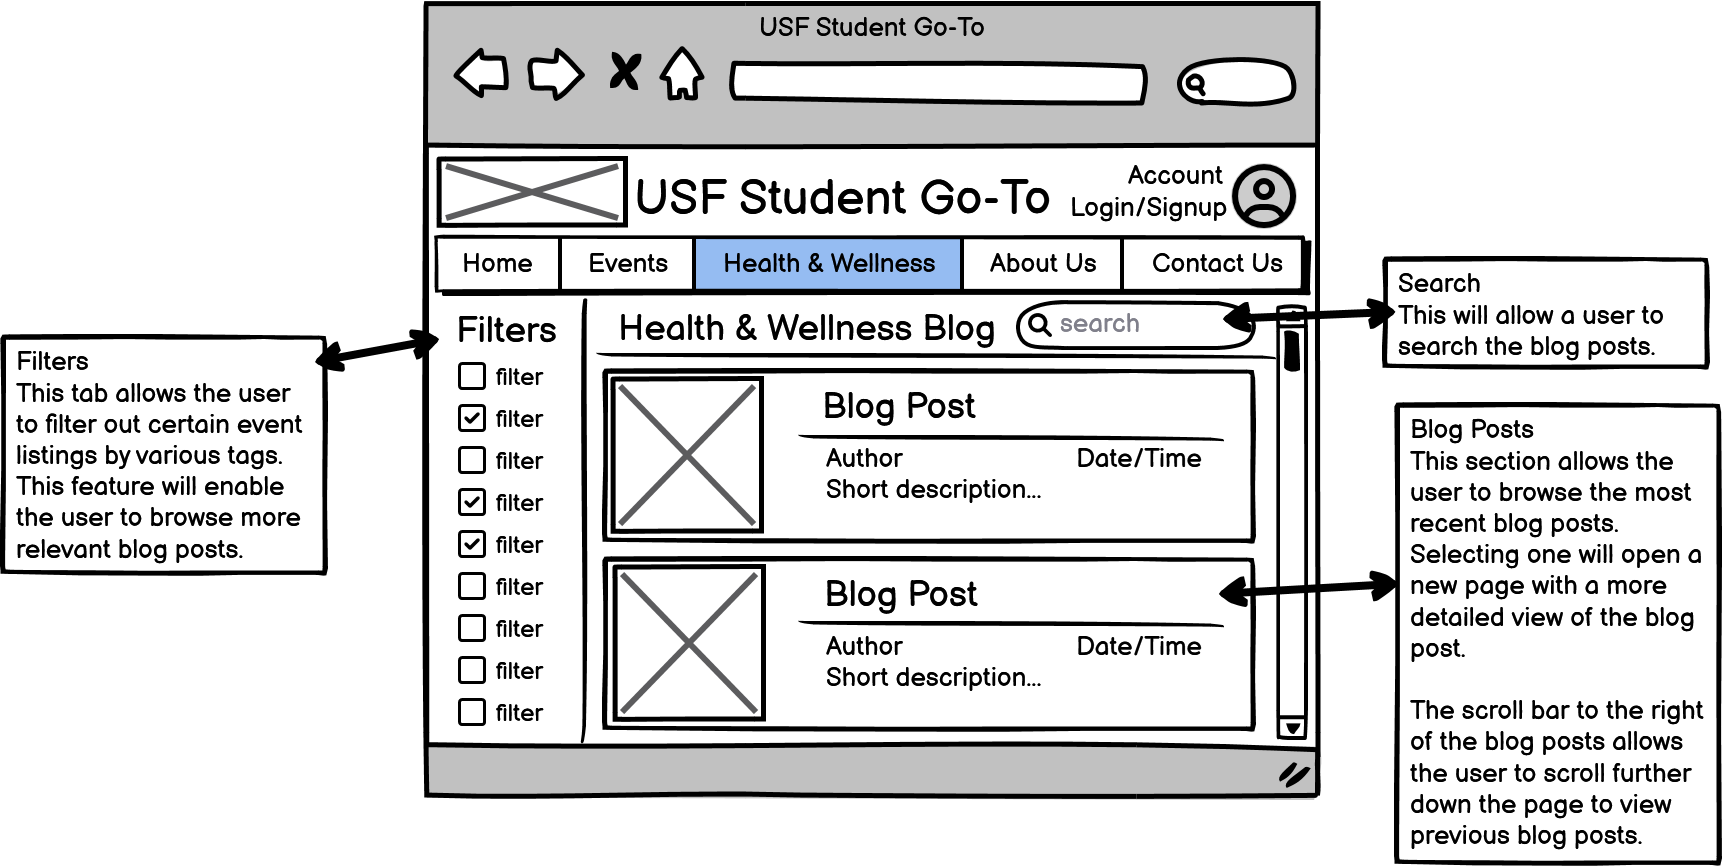 USF Student Go-To
USF Student Go-To
Account
Login/Signup
Home
Events
Health & Wellness
About Us
Contact Us
Filters
This tab allows the user
to filter out certain event
listings by various tags.
This feature will enable
the user to browse more
relevant blog posts.
Filters
filter
filter
filter
filter
filter
filter
filter
filter
filter
Health & Wellness Blog
search
Blog Post
Author
Date/Time
Short description...
Blog Post
Author
Date/Time
Short description...
Search
This will allow a user to
search the blog posts.
Blog Posts
This section allows the
user to browse the most
recent blog posts.
Selecting one will open a
new page with a more
detailed view of the blog
post.
The scroll bar to the right
of the blog posts allows
the user to scroll further
down the page to view
previous blog posts.